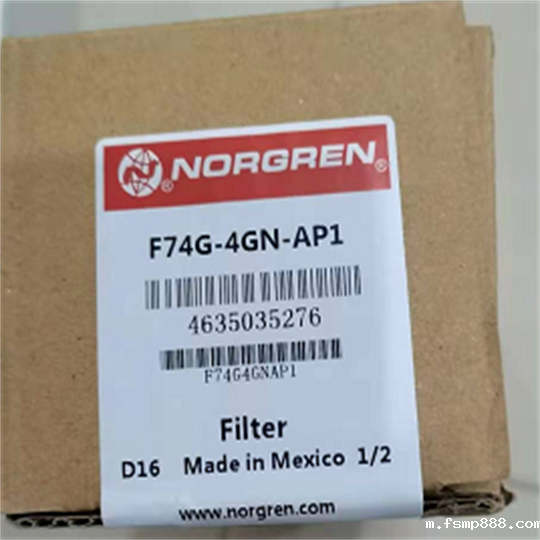 NORGREN®
F74G-4GN-AP1
4635035276
F74G4GNAP1
Filter
D16 Made in Mexico 1/2
www.norgren.com
m.fsmp888.com